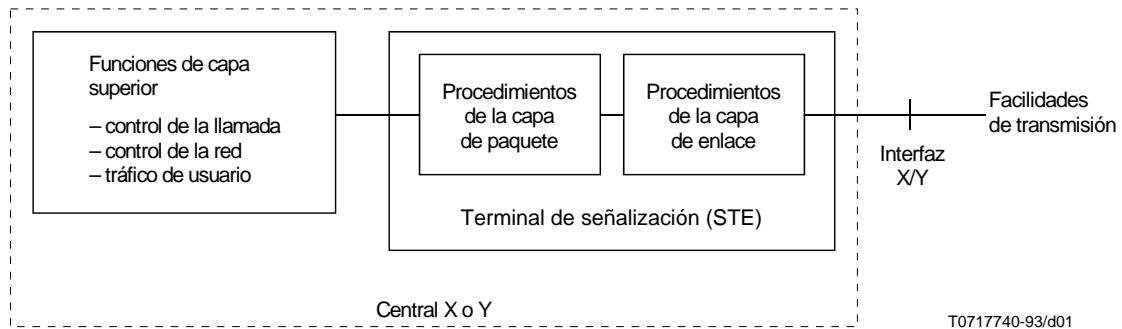 Funciones de capa
superior
– control de la llamada
– control de la red
– tráfico de usuario
Procedimientos
de la capa
de paquete
Procedimientos
de la capa
de enlace
Terminal de señalización (STE)
Central X o Y
Interfaz
X/Y
Facilidades
de transmisión
T0717740-93/d01